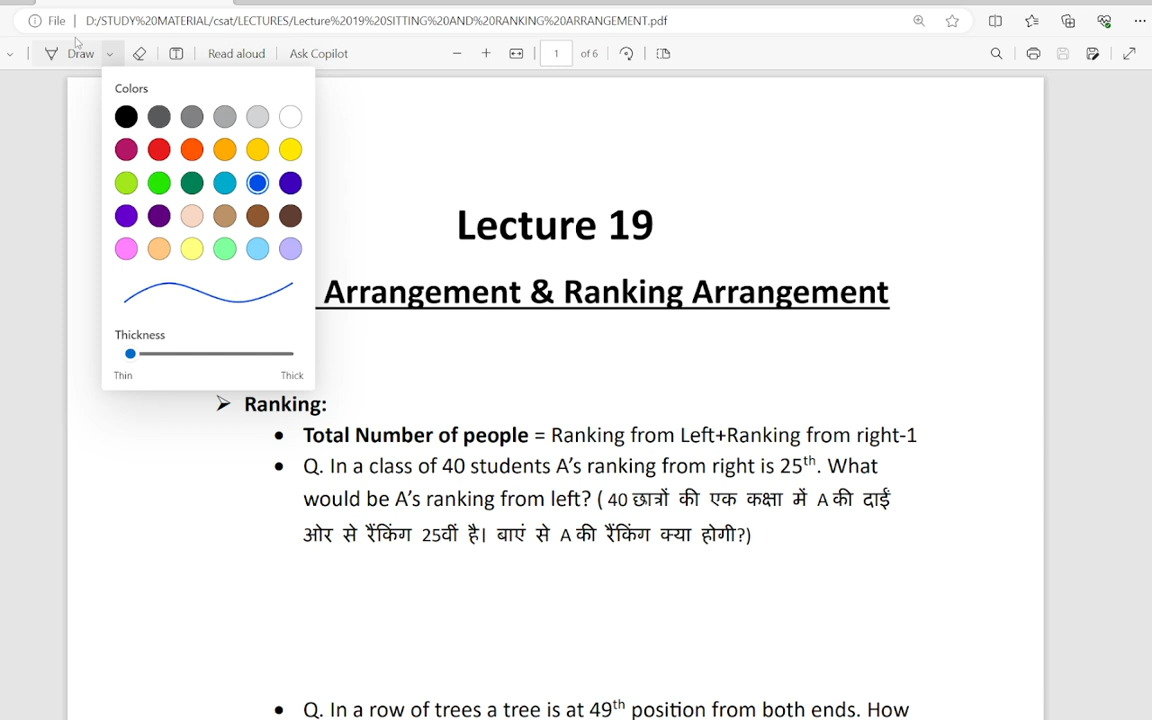 File | D:/STUDY%20MATERIAL/csat/LECTURES/Lecture%2019%20SITTING%20AND%20RANKING%20ARRANGEMENT.pdf
Draw Read aloud Ask Copilot 1 of 6
Colors
Thickness
Thin Thick
Lecture 19
Arrangement & Ranking Arrangement
➢ Ranking:
• Total Number of people = Ranking from Left+Ranking from right-1
• Q. In a class of 40 students A’s ranking from right is 25th. What
would be A’s ranking from left? ( 40 छात्रों की एक कक्षा में A की दाईं
ओर से रैंकिंग 25वीं है। बाएं से A की रैंकिंग क्या होगी?)
• Q. In a row of trees a tree is at 49th position from both ends. How